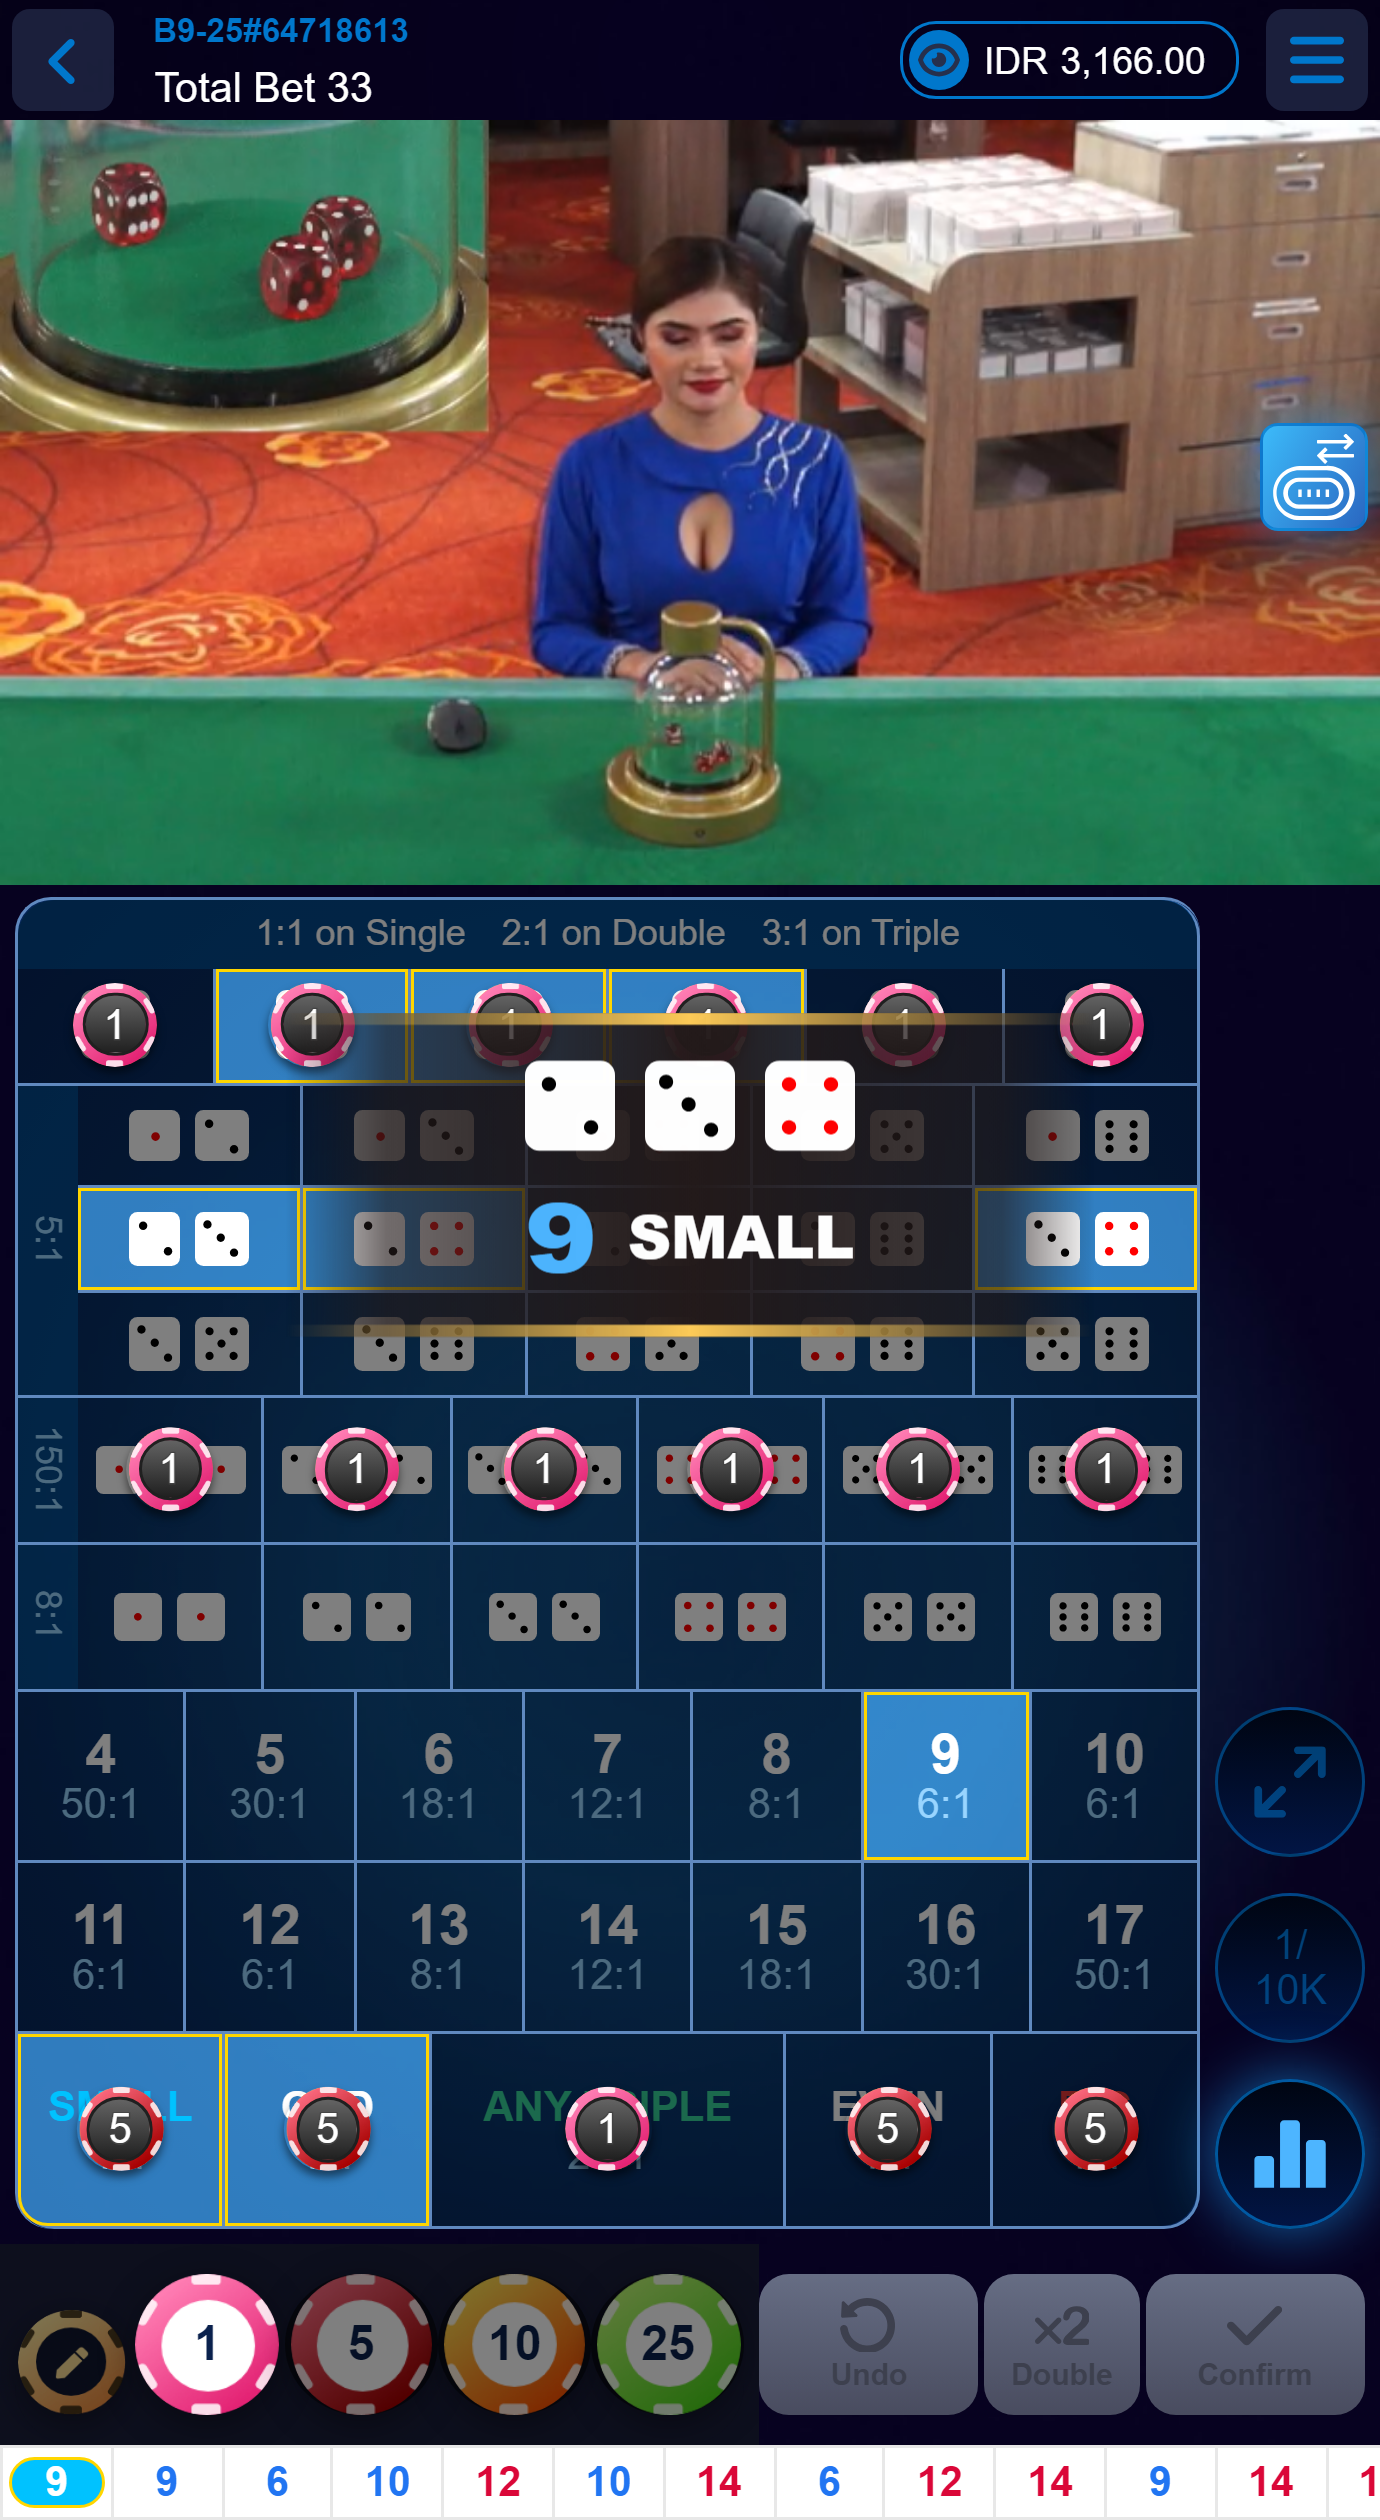 B9-25#64718613
Total Bet 33
IDR 3,166.00
1:1 on Single 2:1 on Double 3:1 on Triple
1 1 1 1 1 1
9 SMALL
5:1
150:1
1 1 1 1 1 1
8:1
4 5 6 7 8 9 10
50:1 30:1 18:1 12:1 8:1 6:1 6:1
11 12 13 14 15 16 17
6:1 6:1 8:1 12:1 18:1 30:1 50:1
1/
10K
5 5 1 5 5
1 5 10 25
x2
Undo Double Confirm
9 9 6 10 12 10 14 6 12 14 9 14